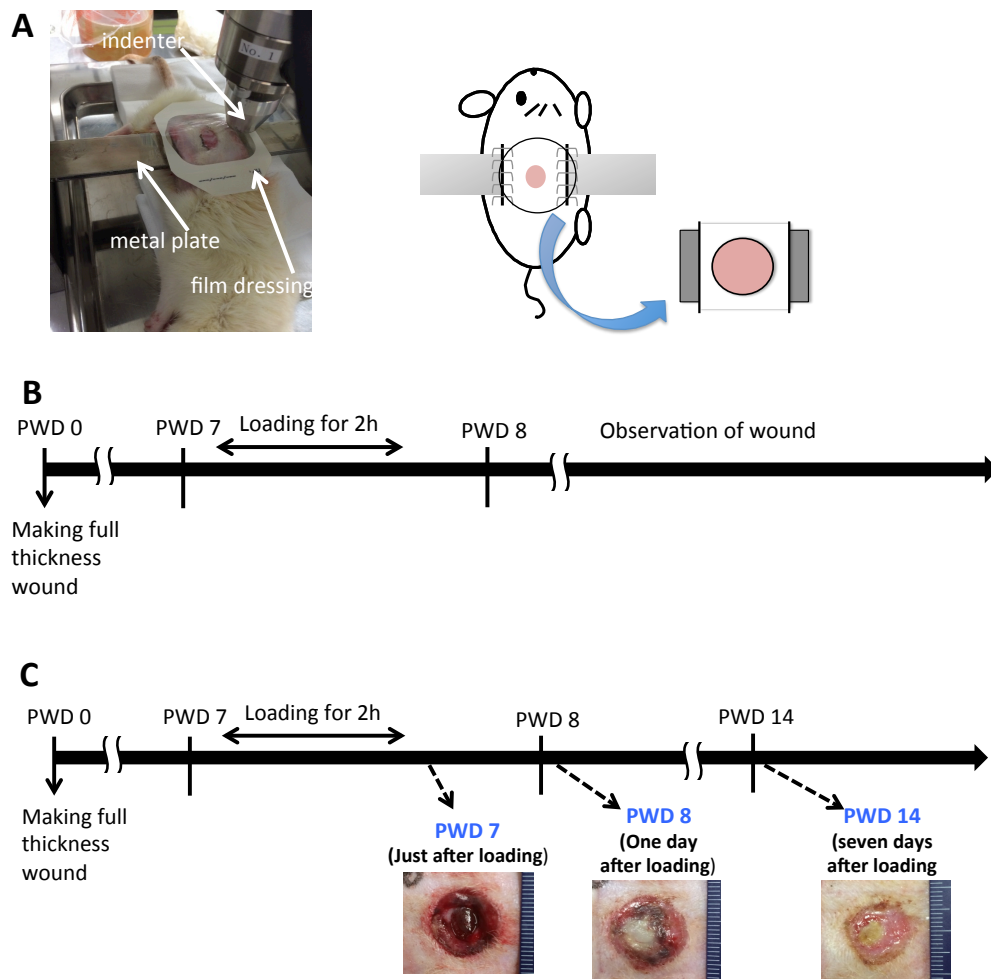 A
indenter
No. 1
metal plate
film dressing
B
PWD 0
PWD 7
Loading for 2h
PWD 8
Observation of wound
Making full
thickness
wound
C
PWD 0
PWD 7
Loading for 2h
PWD 8
PWD 14
Making full
thickness
wound
PWD 7
(Just after loading)
PWD 8
(One day
after loading)
PWD 14
(seven days
after loading